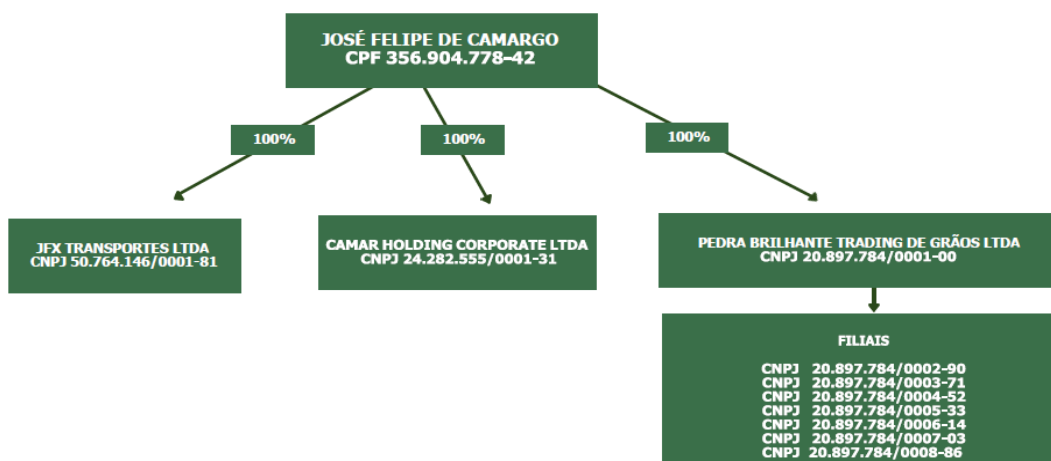 JOSÉ FELIPE DE CAMARGO
CPF 356.904.778-42
100%
100%
100%
JFX TRANSPORTES LTDA
CNPJ 50.764.146/0001-81
CAMAR HOLDING CORPORATE LTDA
CNPJ 24.282.555/0001-31
PEDRA BRILHANTE TRADING DE GRÃOS LTDA
CNPJ 20.897.784/0001-00
FILIAIS
CNPJ 20.897.784/0002-90
CNPJ 20.897.784/0003-71
CNPJ 20.897.784/0004-52
CNPJ 20.897.784/0005-33
CNPJ 20.897.784/0006-14
CNPJ 20.897.784/0007-03
CNPJ 20.897.784/0008-86